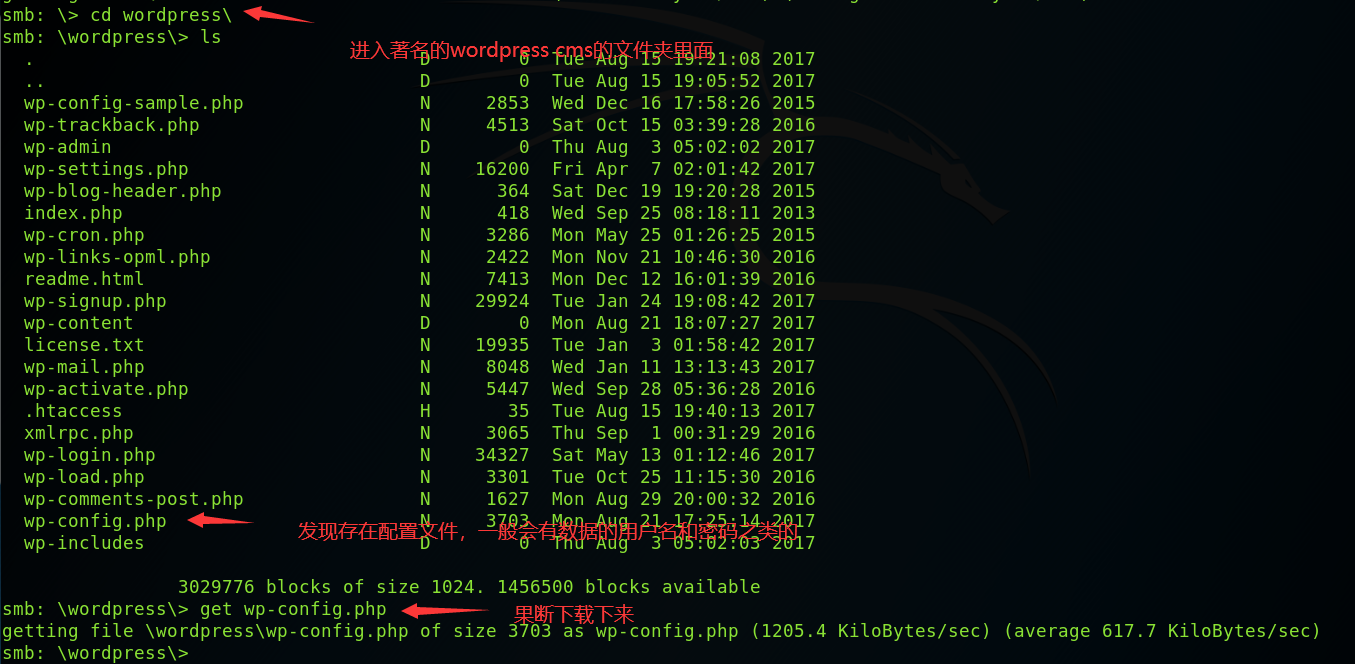 smb: \> cd wordpress\
smb: \wordpress\> ls
进入著名的wordpress cms的文件夹里面
. D 0 Tue Aug 15 19:21:08 2017
.. D 0 Tue Aug 15 19:05:52 2017
wp-config-sample.php N 2853 Wed Dec 16 17:58:26 2015
wp-trackback.php N 4513 Sat Oct 15 03:39:28 2016
wp-admin D 0 Thu Aug 3 05:02:02 2017
wp-settings.php N 16200 Fri Apr 7 02:01:42 2017
wp-blog-header.php N 364 Sat Dec 19 19:20:28 2015
index.php N 418 Wed Sep 25 08:18:11 2013
wp-cron.php N 3286 Mon May 25 01:26:25 2015
wp-links-opml.php N 2422 Mon Nov 21 10:46:30 2016
readme.html N 7413 Mon Dec 12 16:01:39 2016
wp-signup.php N 29924 Tue Jan 24 19:08:42 2017
wp-content D 0 Mon Aug 21 18:07:27 2017
license.txt N 19935 Tue Jan 3 01:58:42 2017
wp-mail.php N 8048 Wed Jan 11 13:13:43 2017
wp-activate.php N 5447 Wed Sep 28 05:36:28 2016
.htaccess H 35 Tue Aug 15 19:40:13 2017
xmlrpc.php N 3065 Thu Sep 1 00:31:29 2016
wp-login.php N 34327 Sat May 13 01:12:46 2017
wp-load.php N 3301 Tue Oct 25 11:15:30 2016
wp-comments-post.php N 1627 Mon Aug 29 20:00:32 2016
wp-config.php N 3703 Mon Aug 21 17:25:14 2017
发现存在配置文件，一般会有数据的用户名和密码之类的
wp-includes D 0 Thu Aug 3 05:02:03 2017
3029776 blocks of size 1024. 1456500 blocks available
smb: \wordpress\> get wp-config.php
果断下载下来
getting file \wordpress\wp-config.php of size 3703 as wp-config.php (1205.4 KiloBytes/sec) (average 617.7 KiloBytes/sec)
smb: \wordpress\>